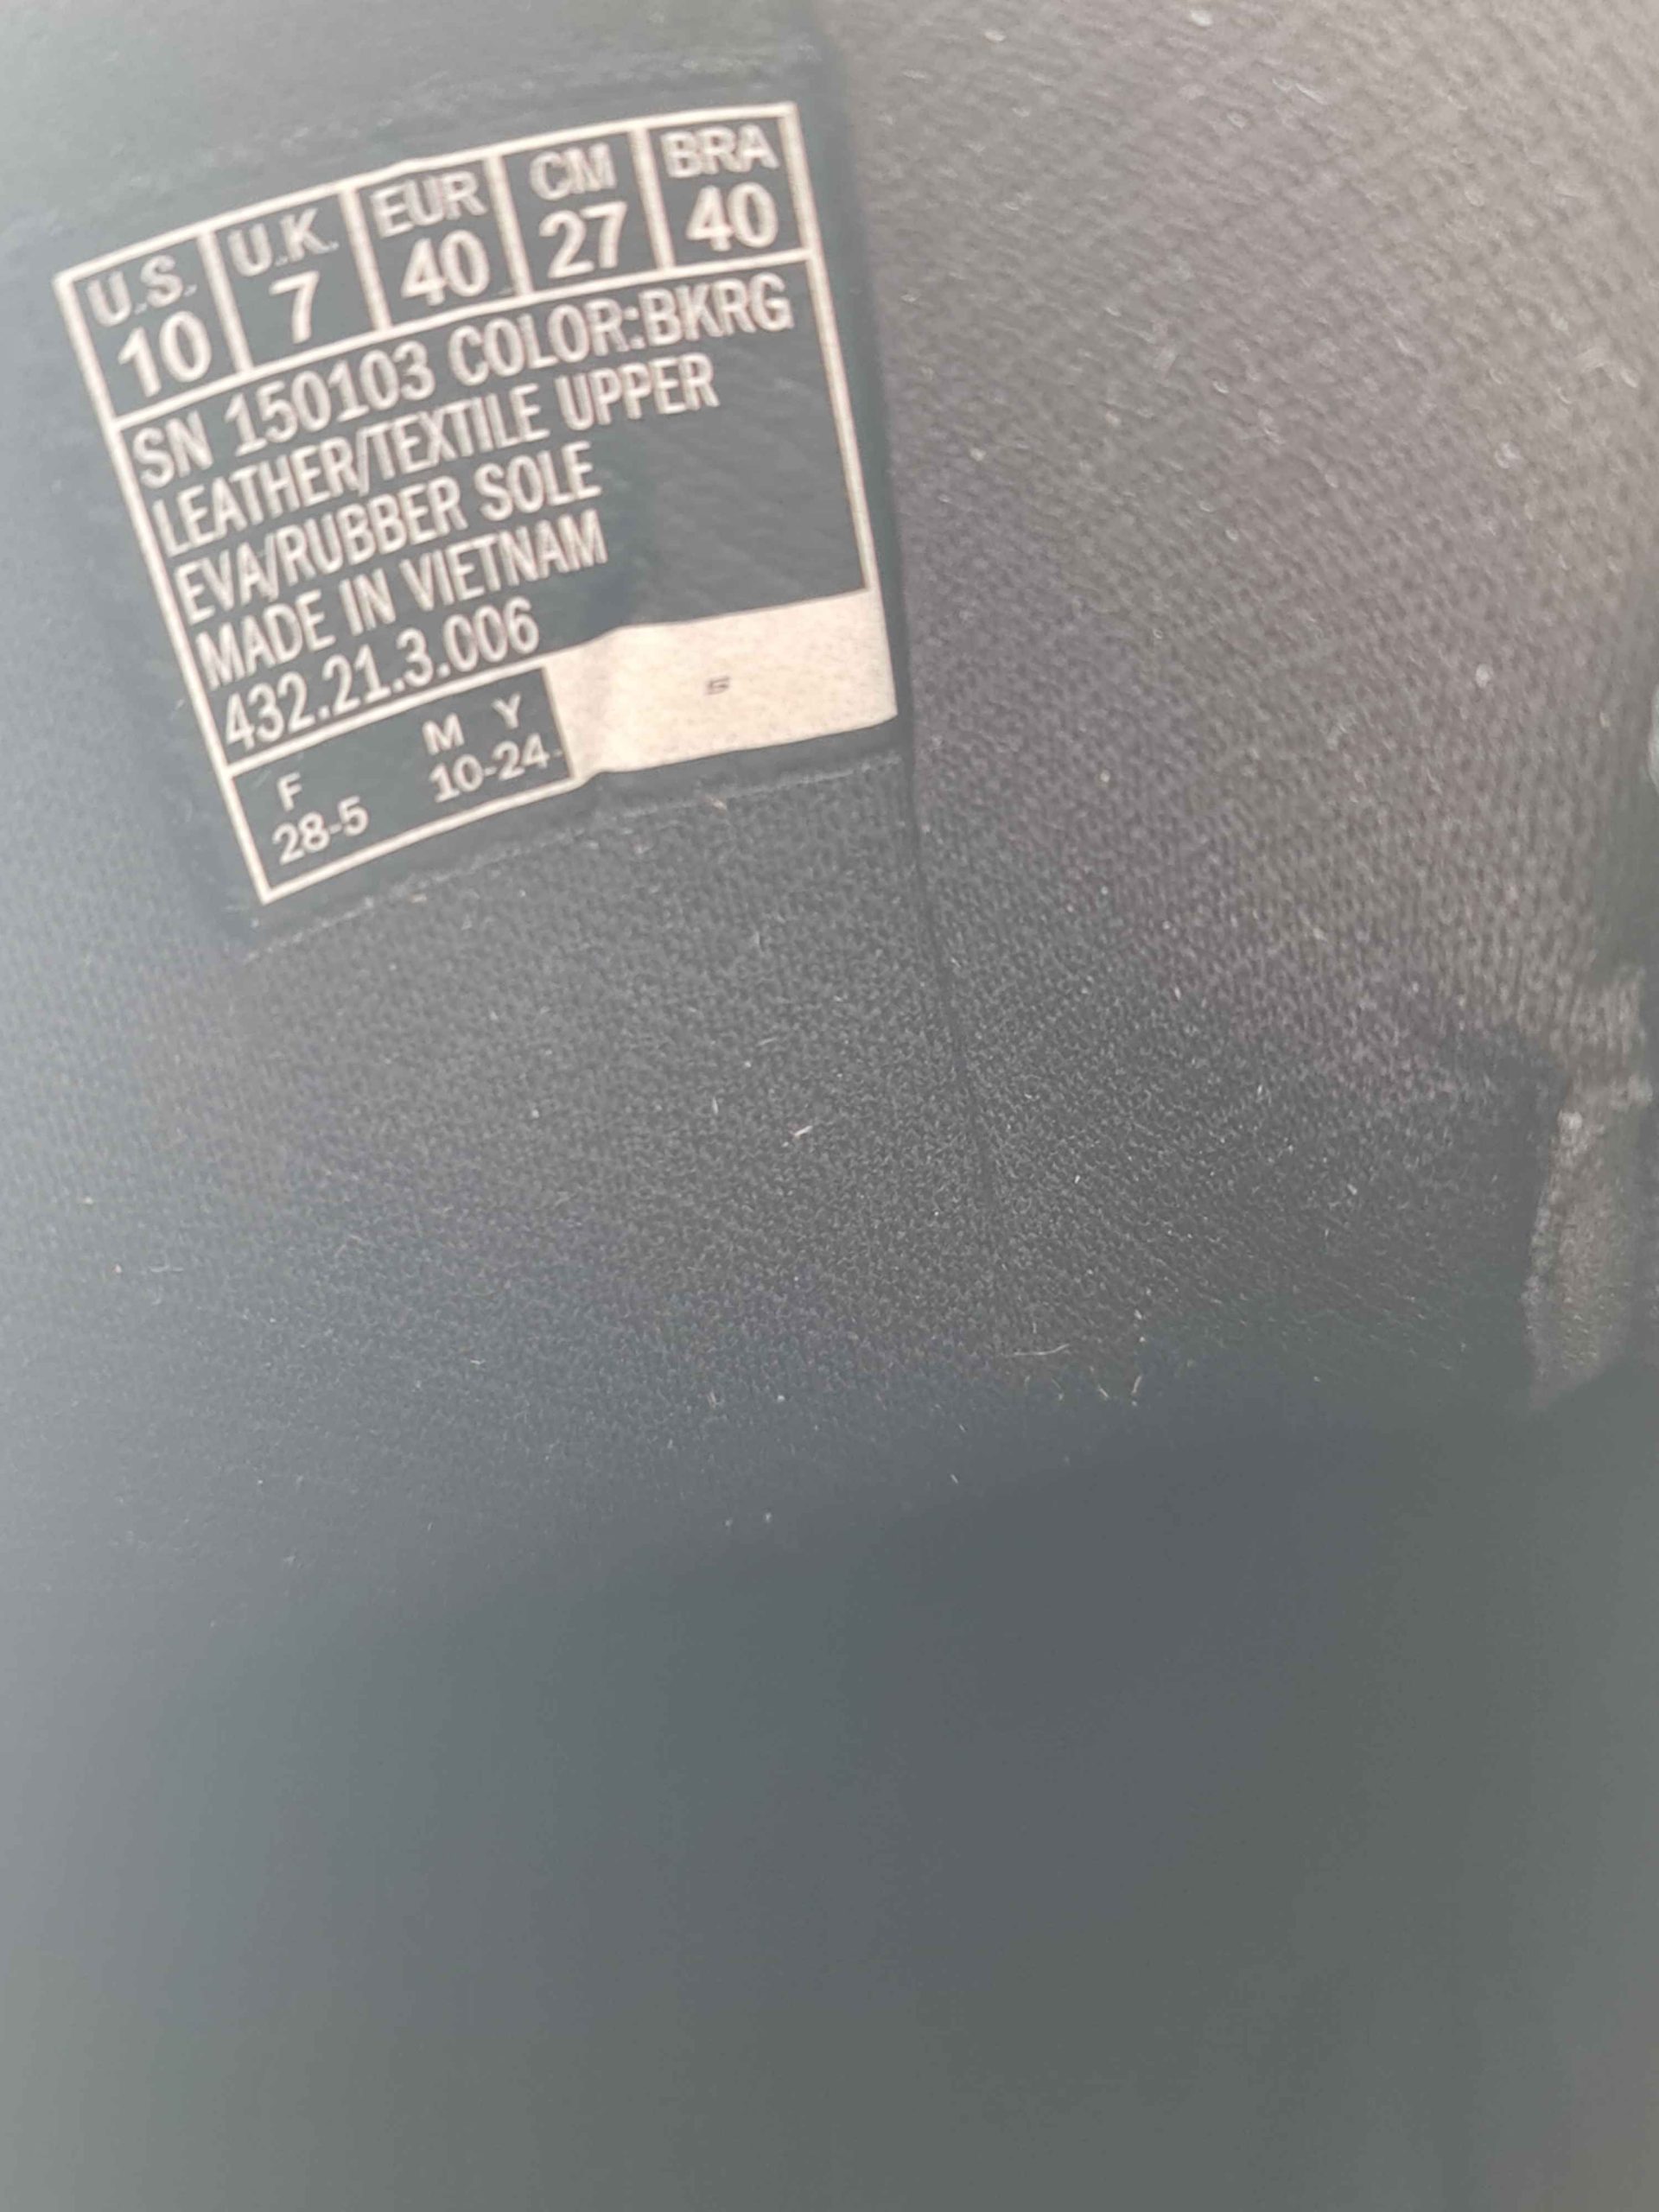 U.S. U.K. EUR CM BRA
10 7 40 27 40
SN 150103 COLOR:BKRG
LEATHER/TEXTILE UPPER
EVA/RUBBER SOLE
MADE IN VIETNAM
432.21.3.006
F M Y
28-5 10-24